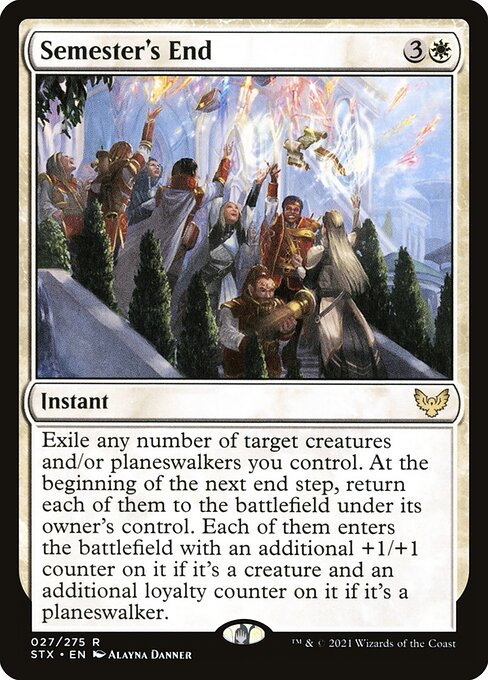 Semester's End 3
Instant
Exile any number of target creatures
and/or planeswalkers you control. At the
beginning of the next end step, return
each of them to the battlefield under its
owner's control. Each of them enters
the battlefield with an additional +1/+1
counter on it if it's a creature and an
additional loyalty counter on it if it's a
planeswalker.
027/275 R
STX • EN Alayna Danner
™ & © 2021 Wizards of the Coast